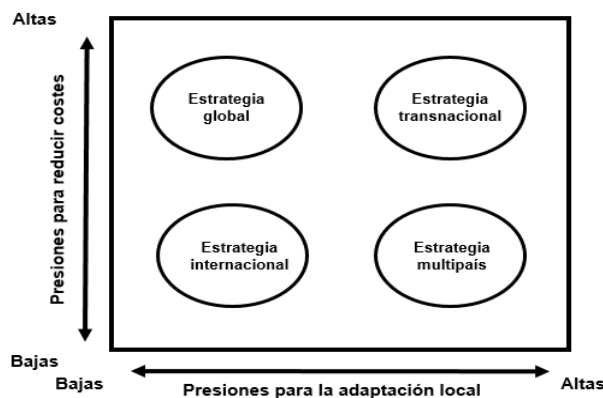 Altas
Presiones para reducir costes
Estrategia
global
Estrategia
transnacional
Estrategia
internacional
Estrategia
multipaís
Bajas
Bajas
Presiones para la adaptación local
Altas